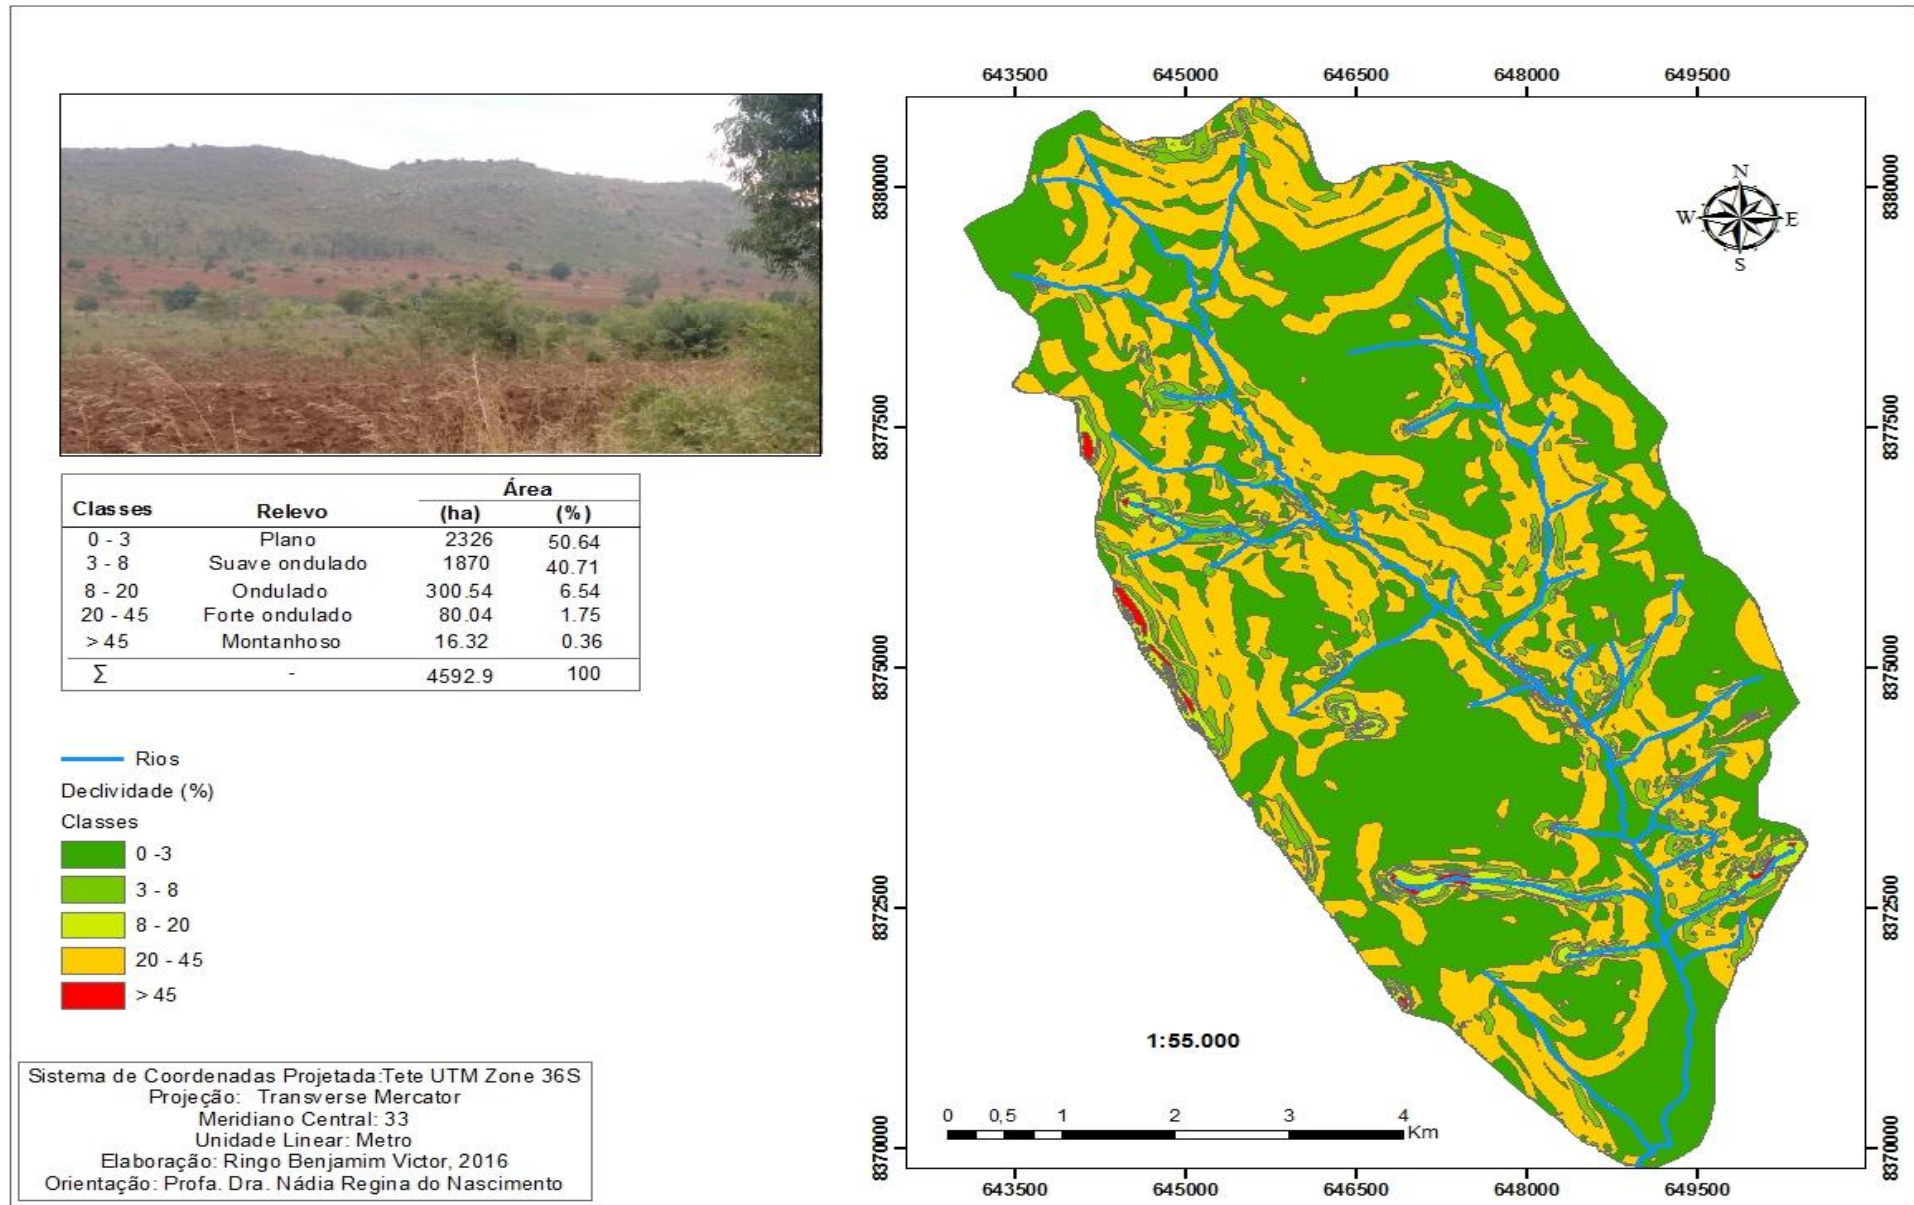 643500 645000 646500 648000 649500
8380000 8380000
N
W E
S
8377500 8377500
8375000 8375000
8372500 8372500
8370000 8370000
1:55.000
0 0,5 1 2 3 4
Km
643500 645000 646500 648000 649500
Classes Relevo Área
(ha) (%)
0 - 3 Plano 2326 50.64
3 - 8 Suave ondulado 1870 40.71
8 - 20 Ondulado 300.54 6.54
20 - 45 Forte ondulado 80.04 1.75
> 45 Montanhoso 16.32 0.36
Σ - 4592.9 100
Rios
Declividade (%)
Classes
0 -3
3 - 8
8 - 20
20 - 45
> 45
Sistema de Coordenadas Projetada:Tete UTM Zone 36S
Projeção: Transverse Mercator
Meridiano Central: 33
Unidade Linear: Metro
Elaboração: Ringo Benjamim Victor, 2016
Orientação: Profa. Dra. Nádia Regina do Nascimento